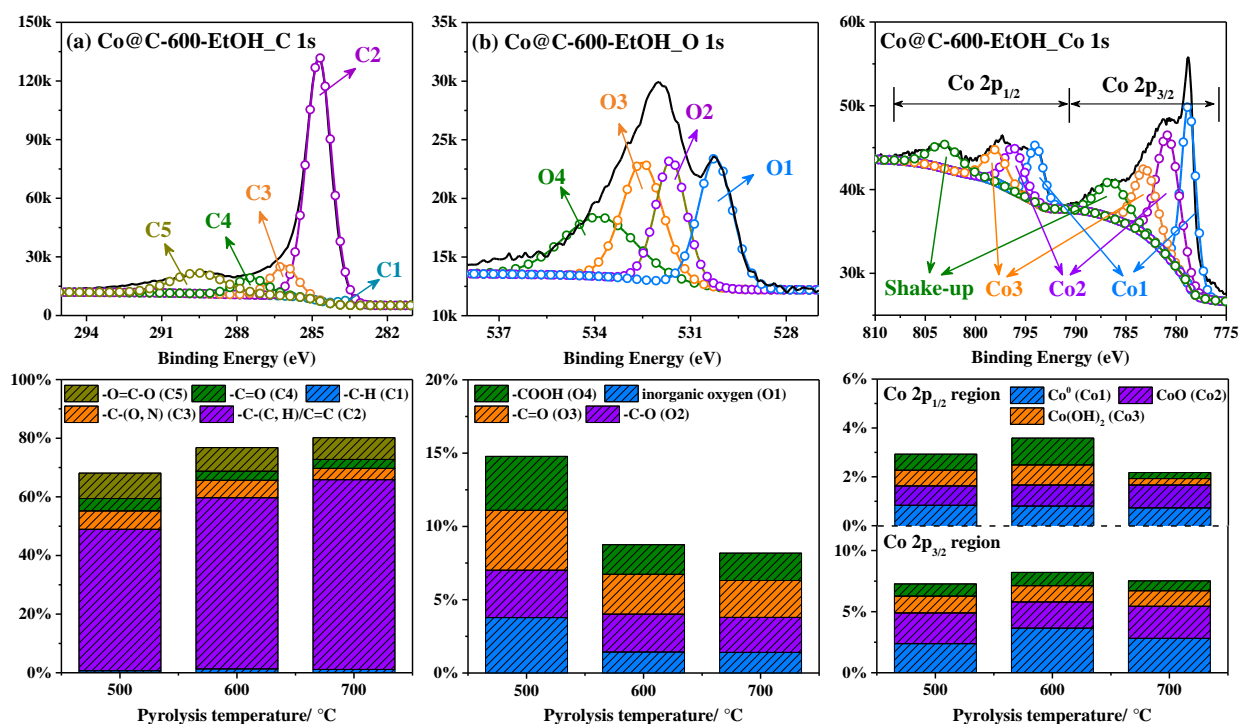 (a) Co@C-600-EtOH_C 1s
150k
120k
90k
60k
30k
0
C2
C3
C4
C5
C1
294
291
288
285
282
Binding Energy (eV)
(b) Co@C-600-EtOH_O 1s
35k
30k
25k
20k
15k
10k
O3
O2
O4
O1
537
534
531
528
Binding Energy (eV)
Co@C-600-EtOH_Co 1s
60k
50k
40k
30k
Co 2p1/2
Co 2p3/2
Shake-up
Co3
Co2
Co1
810
805
800
795
790
785
780
775
Binding Energy (eV)
100%
80%
60%
40%
20%
0%
-O=C-O (C5)
-C=O (C4)
-C-H (C1)
-C-(O, N) (C3)
-C-(C, H)/C=C (C2)
500
600
700
Pyrolysis temperature/ °C
20%
15%
10%
5%
0%
-COOH (O4)
inorganic oxygen (O1)
-C=O (O3)
-C-O (O2)
500
600
700
Pyrolysis temperature/ °C
6%
4%
2%
0%
Co 2p1/2 region
Co⁰ (Co1)
CoO (Co2)
Co(OH)2 (Co3)
Co 2p3/2 region
10%
5%
0%
500
600
700
Pyrolysis temperature/ °C